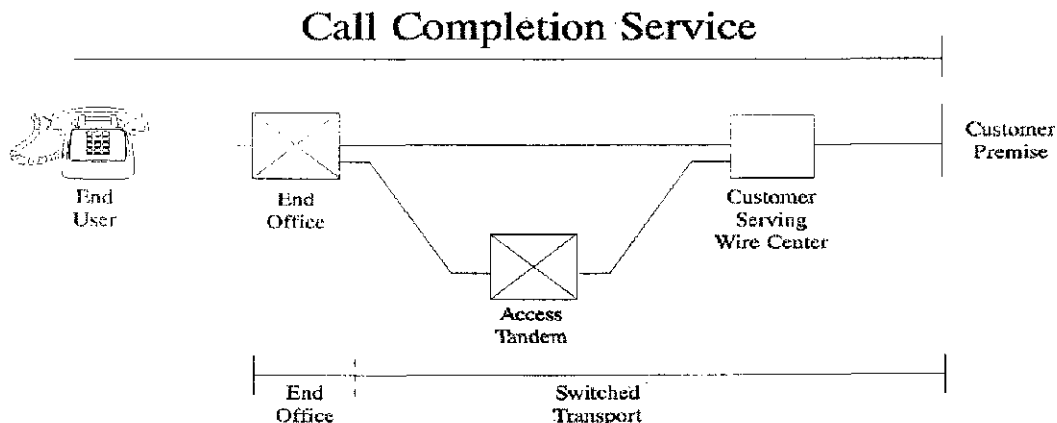 Call Completion Service
Customer
Premise
End
User
End
Office
Customer
Serving
Wire Center
Access
Tandem
End
Office
Switched
Transport